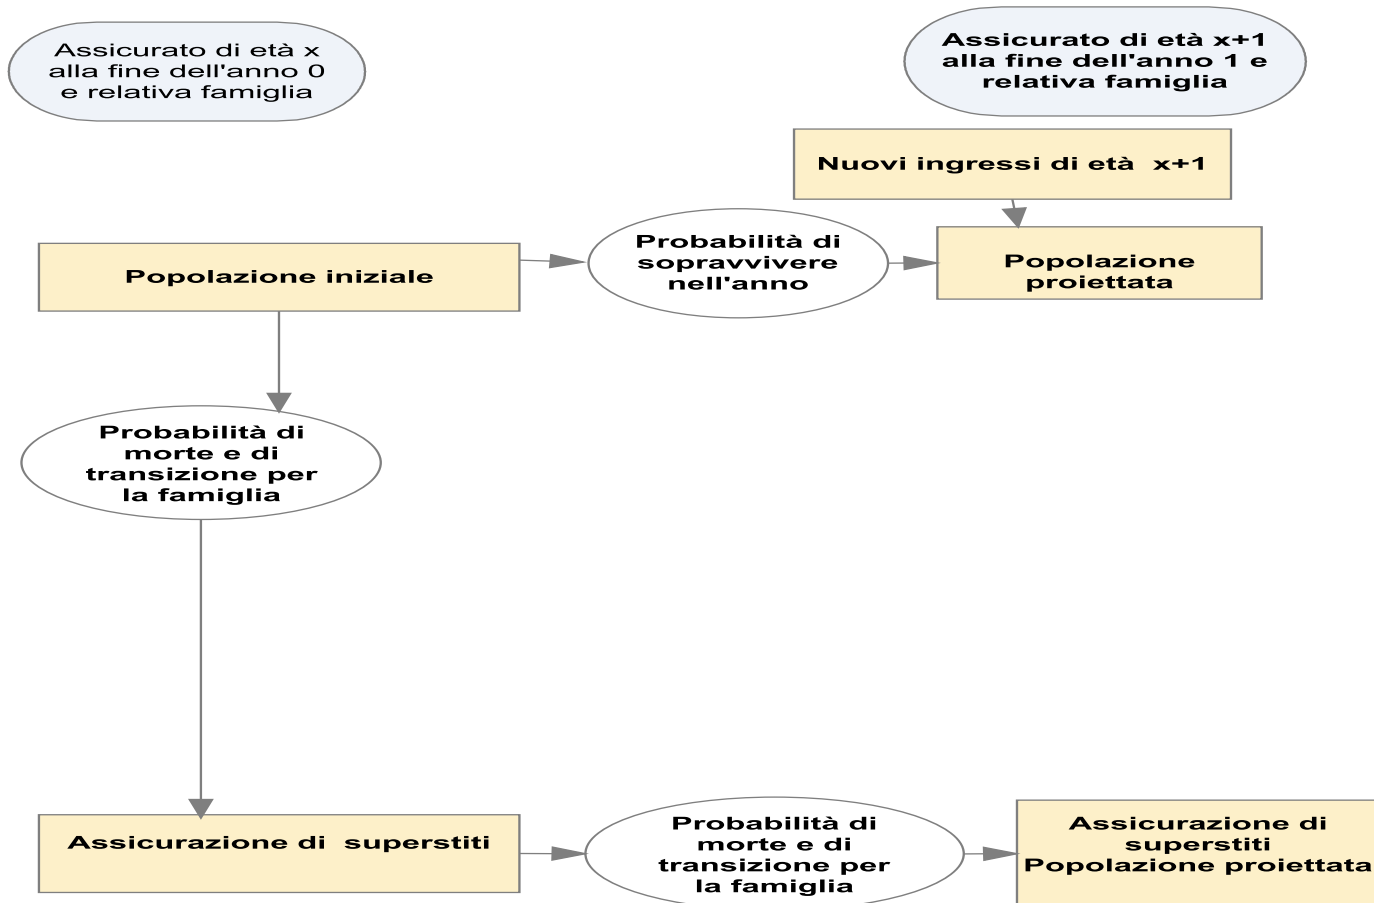 Assicurato di età x
alla fine dell'anno 0
e relativa famiglia
Assicurato di età x+1
alla fine dell'anno 1 e
relativa famiglia
Nuovi ingressi di età  x+1
Popolazione iniziale
Probabilità di
sopravvivere
nell'anno
Popolazione
proiettata
Probabilità di
morte e di
transizione per
la famiglia
Assicurazione di  superstiti
Probabilità di
morte e di
transizione per
la famiglia
Assicurazione di
superstiti
Popolazione proiettata